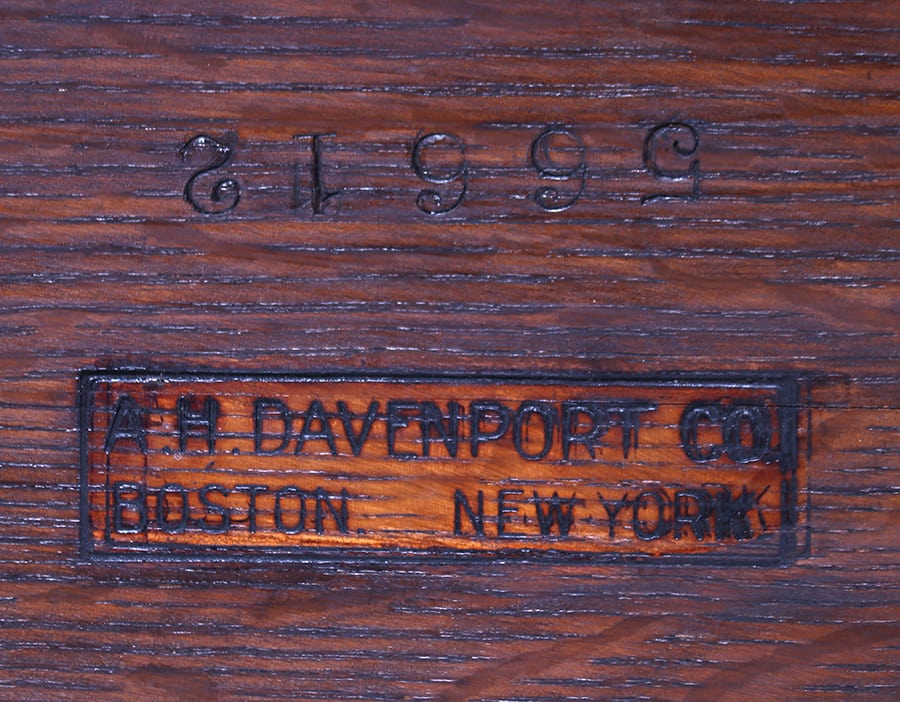 56612
A.H. DAVENPORT CO.
BOSTON. NEW YORK